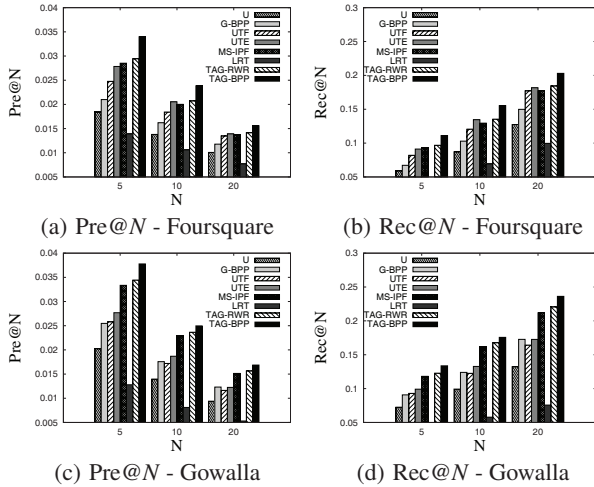 0.04
0.035
0.03
0.025
0.02
0.015
0.01
0.005
Pre@N
U
G-BPP
UTF
UTE
MS-IPF
LRT
TAG-RWR
TAG-BPP
5 10 20
N
(a) Pre@N - Foursquare
0.3
0.25
0.2
0.15
0.1
0.05
Rec@N
U
G-BPP
UTF
UTE
MS-IPF
LRT
TAG-RWR
TAG-BPP
5 10 20
N
(b) Rec@N - Foursquare
0.04
0.035
0.03
0.025
0.02
0.015
0.01
0.005
Pre@N
U
G-BPP
UTF
UTE
MS-IPF
LRT
TAG-RWR
TAG-BPP
5 10 20
N
(c) Pre@N - Gowalla
0.3
0.25
0.2
0.15
0.1
0.05
Rec@N
U
G-BPP
UTF
UTE
MS-IPF
LRT
TAG-RWR
TAG-BPP
5 10 20
N
(d) Rec@N - Gowalla